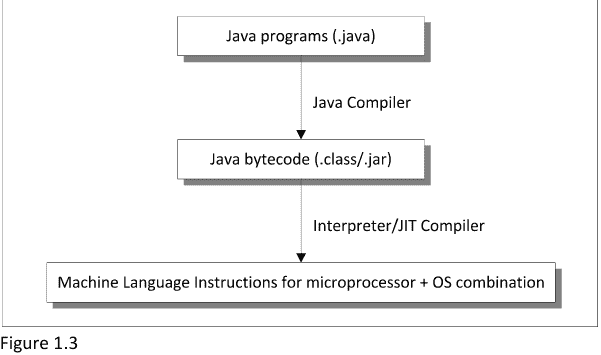 Java programs (.java)
Java Compiler
Java bytecode (.class/.jar)
Interpreter/JIT Compiler
Machine Language Instructions for microprocessor + OS combination
Figure 1.3